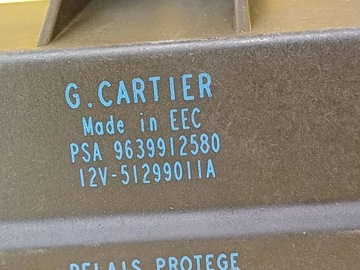 G.CARTIER
Made in EEC
PSA 9639912580
12V-51299011A
RELAIS PROTEGE